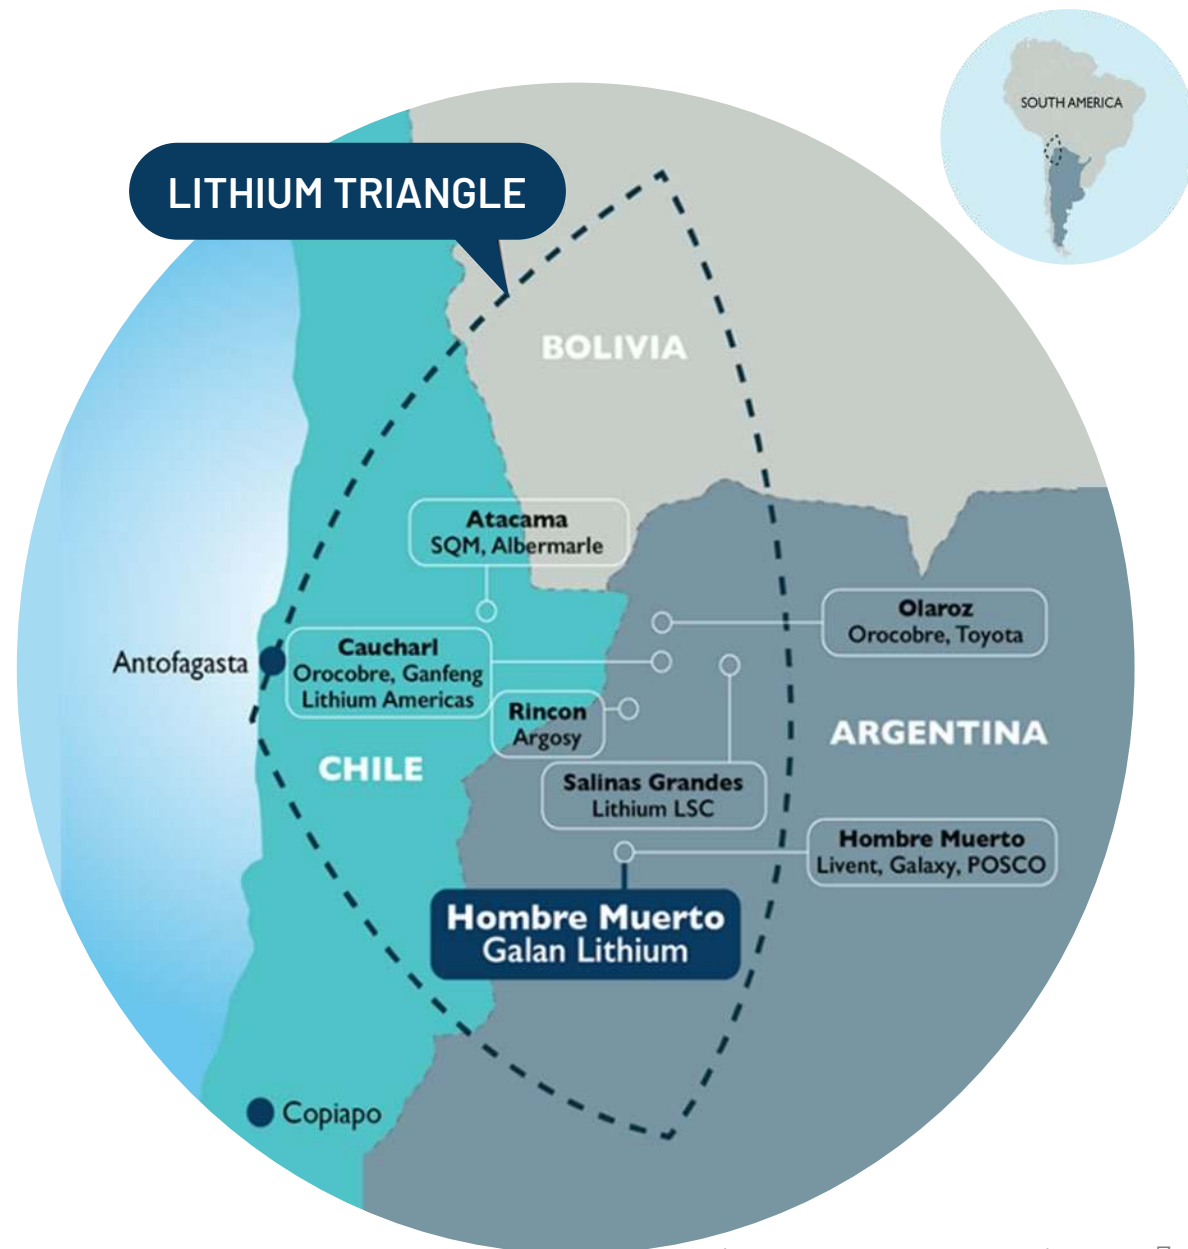 SOUTH AMERICA
LITHIUM TRIANGLE
BOLIVIA
Atacama
SQM, Albermarle
Olaroz
Orocobre, Toyota
Antofagasta
Caucharl
Orocobre, Ganfeng
Lithium Americas
Rincon
Argosy
ARGENTINA
CHILE
Salinas Grandes
Lithium LSC
Hombre Muerto
Livent, Galaxy, POSCO
Hombre Muerto
Galan Lithium
Copiapo